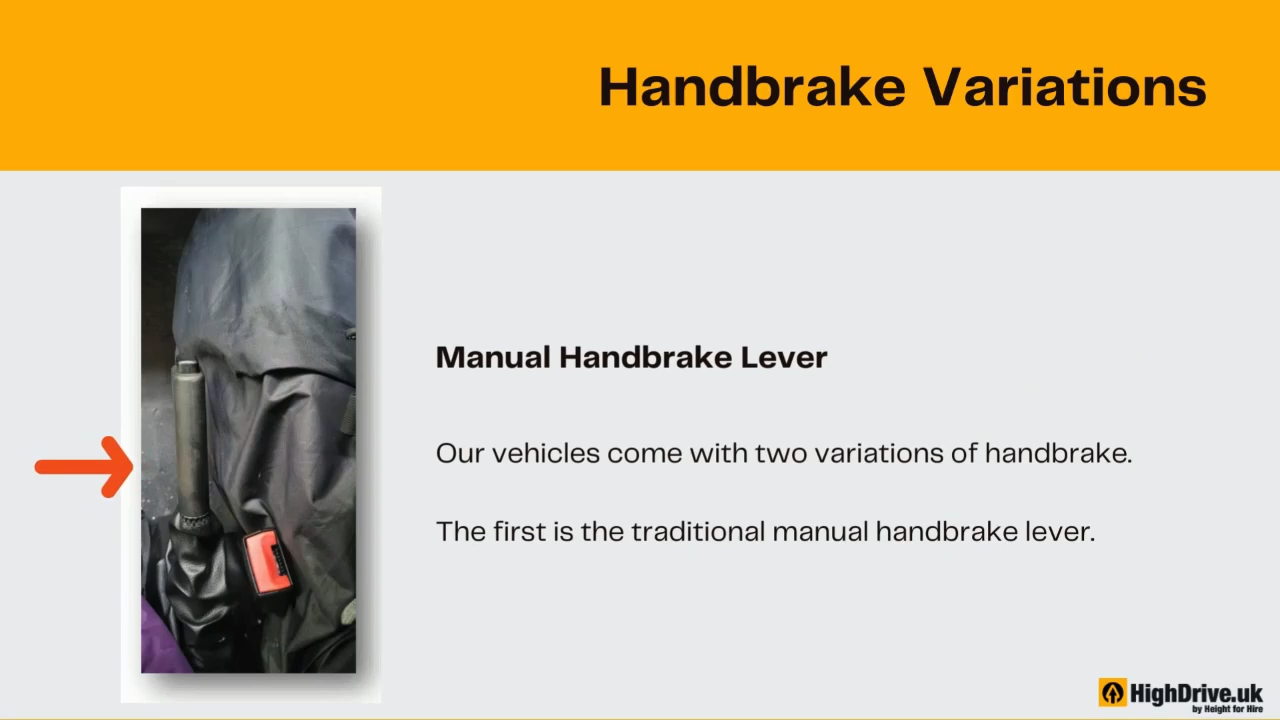 Handbrake Variations
Manual Handbrake Lever
Our vehicles come with two variations of handbrake.
The first is the traditional manual handbrake lever.
HighDrive.uk
by Height for Hire